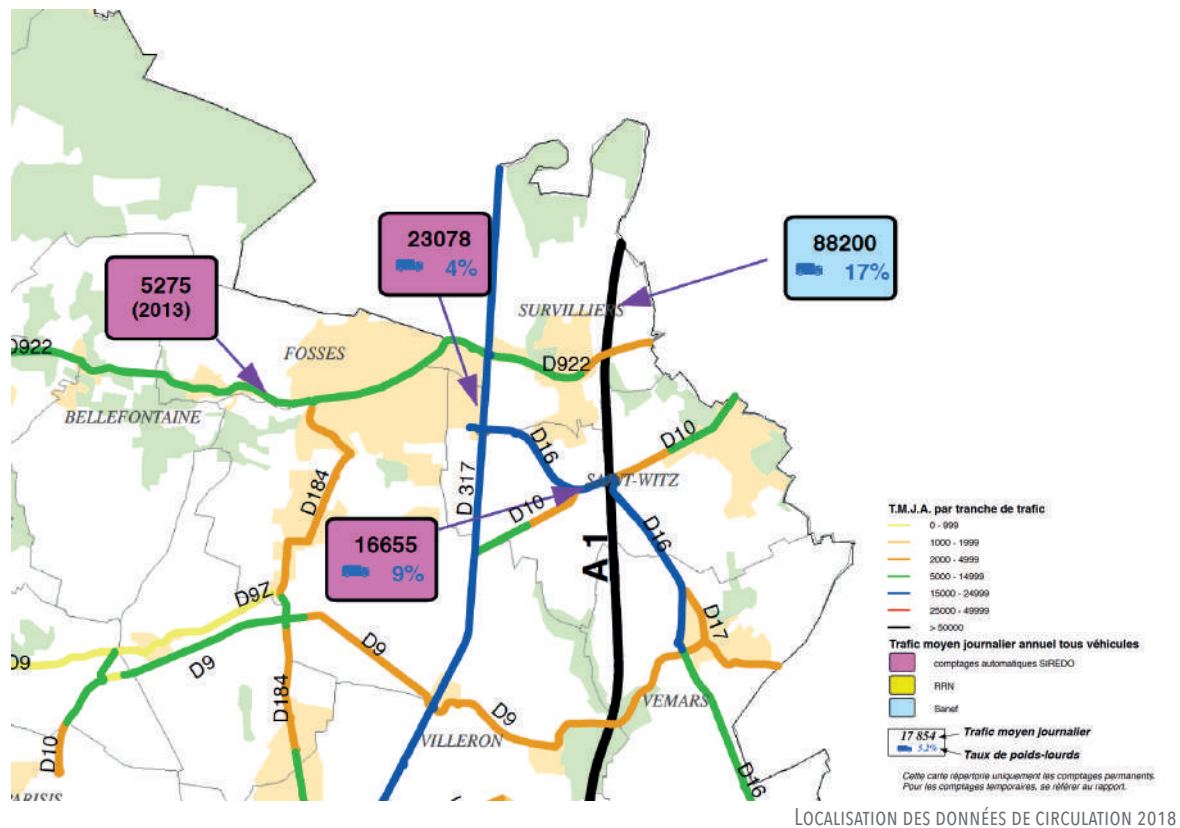 88200
17%
23078
4%
5275
(2013)
SURVILLIERS
FOSSES
D922
D922
BELLEFONTAINE
D10
D16
D 317
SAINT-WITZ
D184
D10
16655
9%
D16
A1
D9Z
D17
D9
D9
D9
D184
VEMARS
D9
VILLERON
D10
D16
PARISIS
T.M.J.A. par tranche de trafic
0 - 999
1000 - 1999
2000 - 4999
5000 - 14999
15000 - 24999
25000 - 49999
> 50000
Trafic moyen journalier annuel tous véhicules
comptages automatiques SIREDO
RRN
Sanef
17 854 Trafic moyen journalier
5.2% Taux de poids-lourds
Cette carte répertorie uniquement les comptages permanents.
Pour les comptages temporaires, se référer au rapport.
LOCALISATION DES DONNÉES DE CIRCULATION 2018